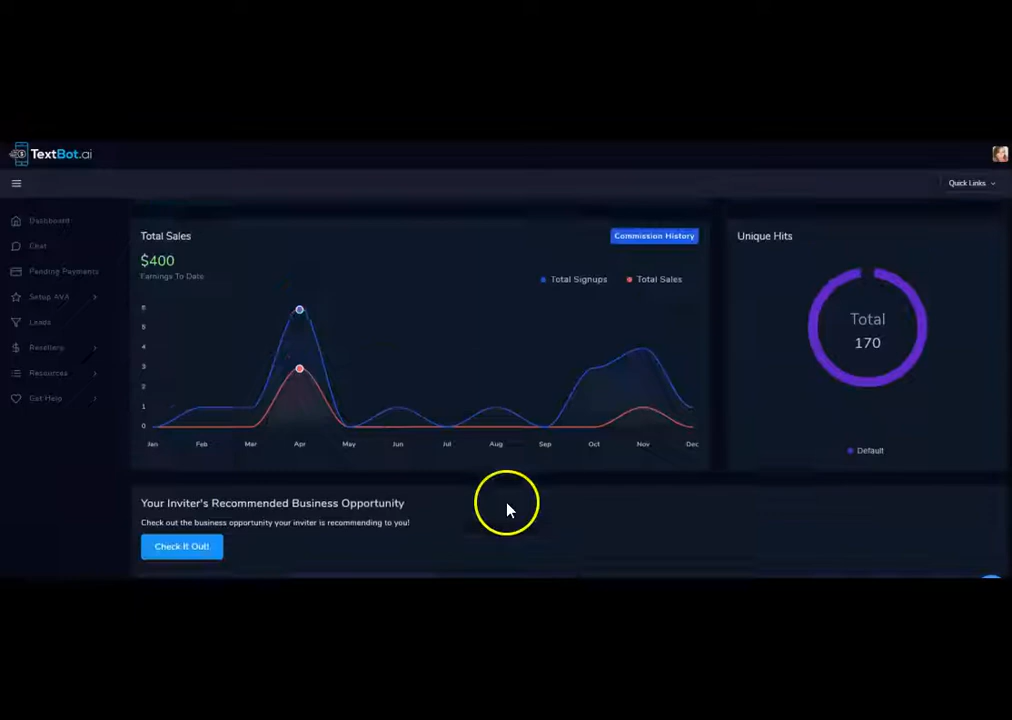 TextBot.ai
Quick Links
Dashboard
Chat
Pending Payments
Setup AVA
Leads
Resellers
Resources
Get Help
Total Sales
Commission History
$400
Earnings To Date
Total Signups
Total Sales
6
5
4
3
2
1
0
Jan Feb Mar Apr May Jun Jul Aug Sep Oct Nov Dec
Unique Hits
Total
170
Default
Your Inviter's Recommended Business Opportunity
Check out the business opportunity your inviter is recommending to you!
Check It Out!